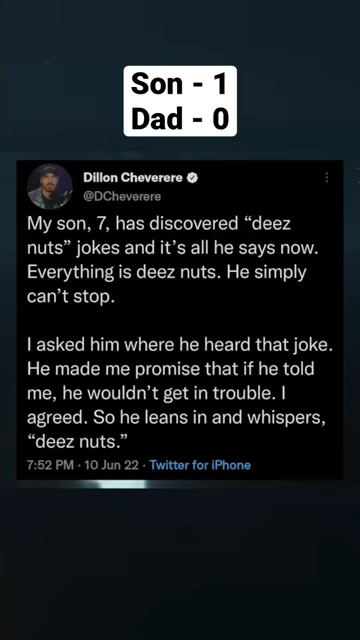 Son - 1
Dad - 0
Dillon Cheverere
@DCheverere
My son, 7, has discovered “deez
nuts” jokes and it’s all he says now.
Everything is deez nuts. He simply
can’t stop.
I asked him where he heard that joke.
He made me promise that if he told
me, he wouldn’t get in trouble. I
agreed. So he leans in and whispers,
“deez nuts.”
7:52 PM · 10 Jun 22 · Twitter for iPhone